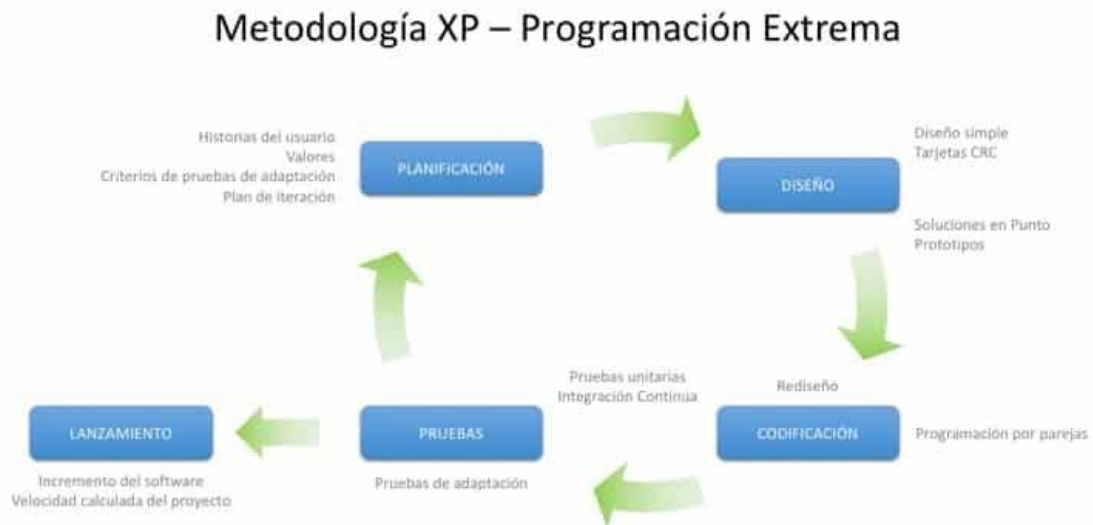 Metodología XP – Programación Extrema
Historias del usuario
Valores
Criterios de pruebas de adaptación
Plan de iteración
PLANIFICACIÓN
DISEÑO
Diseño simple
Tarjetas CRC
Soluciones en Punto
Prototipos
Pruebas unitarias
Integración Continua
Rediseño
LANZAMIENTO
PRUEBAS
CODIFICACIÓN
Programación por parejas
Incremento del software
Velocidad calculada del proyecto
Pruebas de adaptación